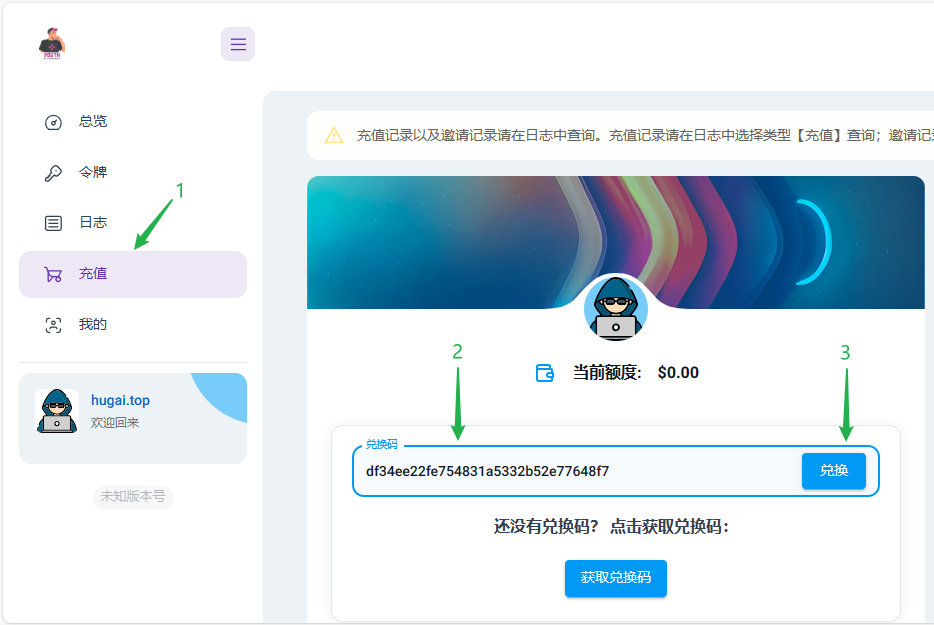 YOUTH
总览
令牌
1
日志
充值
我的
hugai.top
欢迎回来
未知版本号
充值记录以及邀请记录请在日志中查询。充值记录请在日志中选择类型【充值】查询；邀请记
当前额度： $0.00
2
3
兑换码
df34ee22fe754831a5332b52e77648f7
兑换
还没有兑换码？ 点击获取兑换码：
获取兑换码